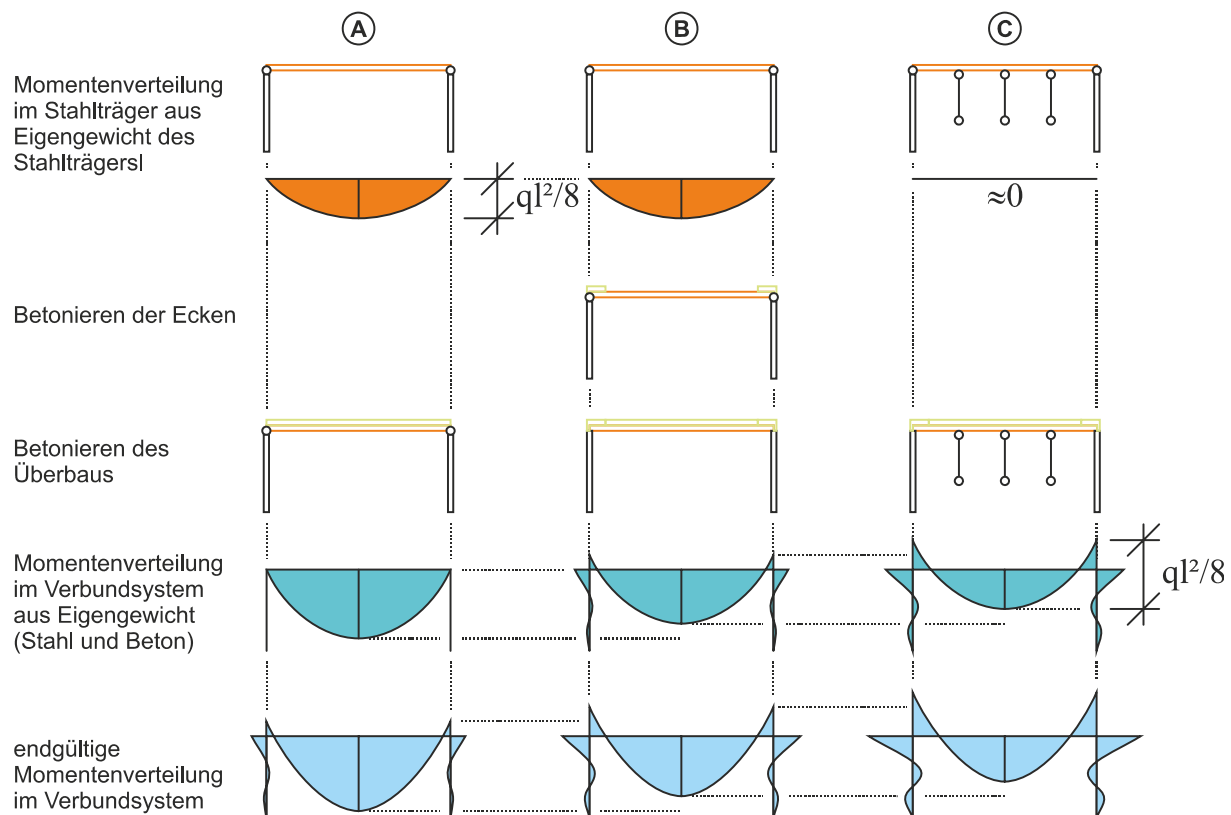 A
B
C
Momentenverteilung
im Stahlträger aus
Eigengewicht des
Stahlträgersl
ql²/8
≈0
Betonieren der Ecken
Betonieren des
Überbaus
Momentenverteilung
im Verbundsystem
aus Eigengewicht
(Stahl und Beton)
ql²/8
endgültige
Momentenverteilung
im Verbundsystem